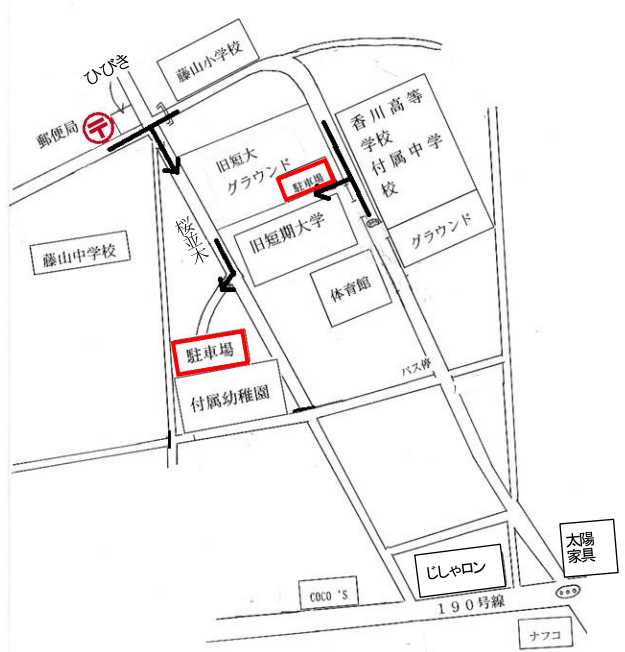 ひびき
藤山小学校
郵便局
〒
香川高等
学校
付属中学
校
旧短大
グラウンド
駐車場
桜並木
旧短期大学
グラウンド
藤山中学校
体育館
駐車場
付属幼稚園
バス停
太陽
家具
じしゃロン
COCO'S
190号線
ナフコ